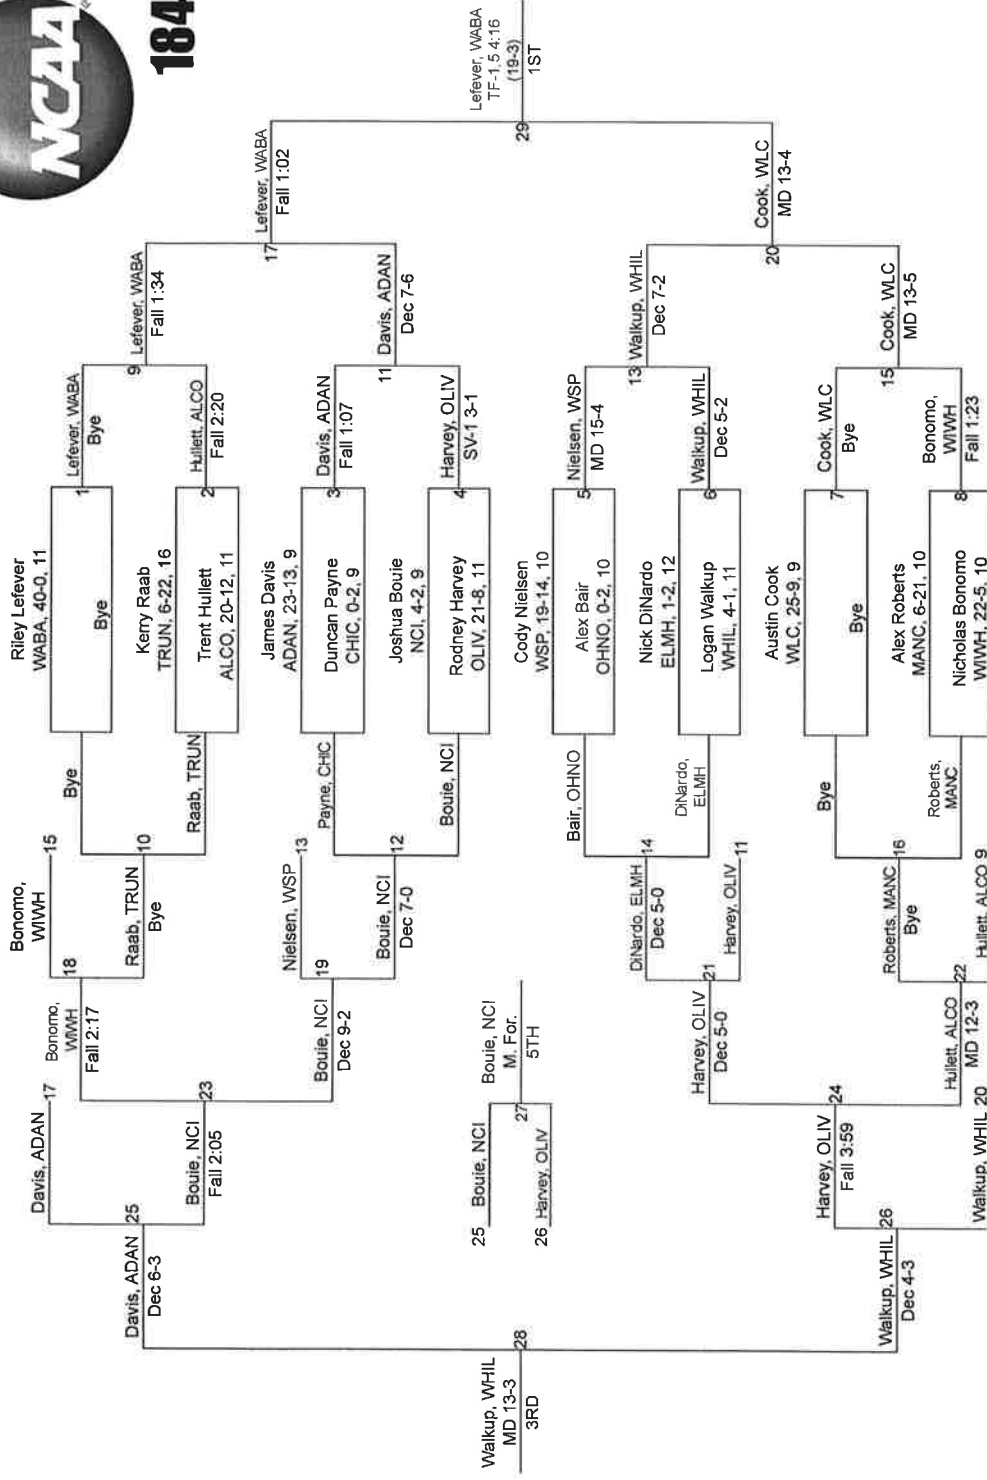 NCAA
184
Riley Lefever
WABA, 40-0, 11
Bye
Kerry Raab
TRUN, 6-22, 16
Trent Hullett
ALCO, 20-12, 11
James Davis
ADAN, 23-13, 9
Duncan Payne
CHIC, 0-2, 9
Joshua Bouie
NCI, 4-2, 9
Rodney Harvey
OLIV, 21-8, 11
Cody Nielsen
WSP, 19-14, 10
Alex Bair
OHNO, 0-2, 10
Nick DiNardo
ELMH, 1-2, 12
Logan Walkup
WHIL, 4-1, 11
Austin Cook
WLC, 25-9, 9
Bye
Alex Roberts
MANC, 6-21, 10
Nicholas Bonomo
WIWH, 22-5, 10
1
Lefever, WABA
Bye
2
Hullett, ALCO
Fall 2:20
3
Davis, ADAN
Fall 1:07
4
Harvey, OLIV
SV-1 3-1
5
Nielsen, WSP
MD 15-4
6
Walkup, WHIL
Dec 5-2
7
Cook, WLC
Bye
8
Bonomo,
WIWH
Fall 1:23
9
Lefever, WABA
Fall 1:34
11
Davis, ADAN
Dec 7-6
13
Walkup, WHIL
Dec 7-2
15
Cook, WLC
MD 13-5
17
Lefever, WABA
Fall 1:02
20
Cook, WLC
MD 13-4
29
Lefever, WABA
TF-1.5 4:16
(19-3)
1ST
Bye
Raab, TRUN
Payne, CHIC
Bouie, NCI
Bair, OHNO
DiNardo,
ELMH
Bye
Roberts,
MANC
15
Bonomo,
WIWH
10
Raab, TRUN
Bye
13
Nielsen, WSP
12
Bouie, NCI
Dec 7-0
14
DiNardo, ELMH
Dec 5-0
11
Harvey, OLIV
16
Roberts, MANC
Bye
Hullett, ALCO 9
18
Bonomo,
WIWH
Fall 2:17
19
Bouie, NCI
Dec 9-2
21
Harvey, OLIV
Dec 5-0
22
Hullett, ALCO
MD 12-3
17
Davis, ADAN
23
Bouie, NCI
Fall 2:05
24
Harvey, OLIV
Fall 3:59
Walkup, WHIL 20
25
Davis, ADAN
Dec 6-3
26
Walkup, WHIL
Dec 4-3
25
Bouie, NCI
26
Harvey, OLIV
27
Bouie, NCI
M. For.
5TH
28
Walkup, WHIL
MD 13-3
3RD